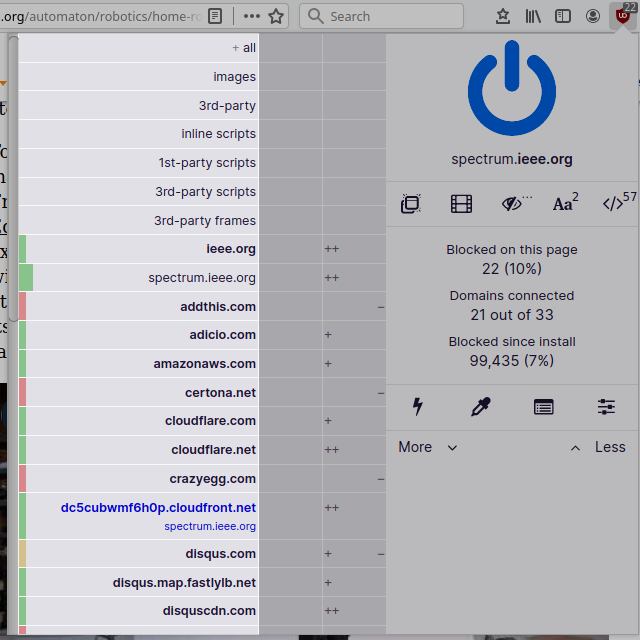 .org/automaton/robotics/home-ro
Search
22
+ all
images
3rd-party
inline scripts
1st-party scripts
3rd-party scripts
3rd-party frames
ieee.org ++
spectrum.ieee.org ++
addthis.com –
adicio.com +
amazonaws.com +
certona.net –
cloudflare.com +
cloudflare.net ++
crazyegg.com –
dc5cubwmf6h0p.cloudfront.net ++
spectrum.ieee.org
disqus.com + –
disqus.map.fastlylb.net +
disquscdn.com ++
spectrum.ieee.org
Aa 2
</> 57
Blocked on this page
22 (10%)
Domains connected
21 out of 33
Blocked since install
99,435 (7%)
More
Less